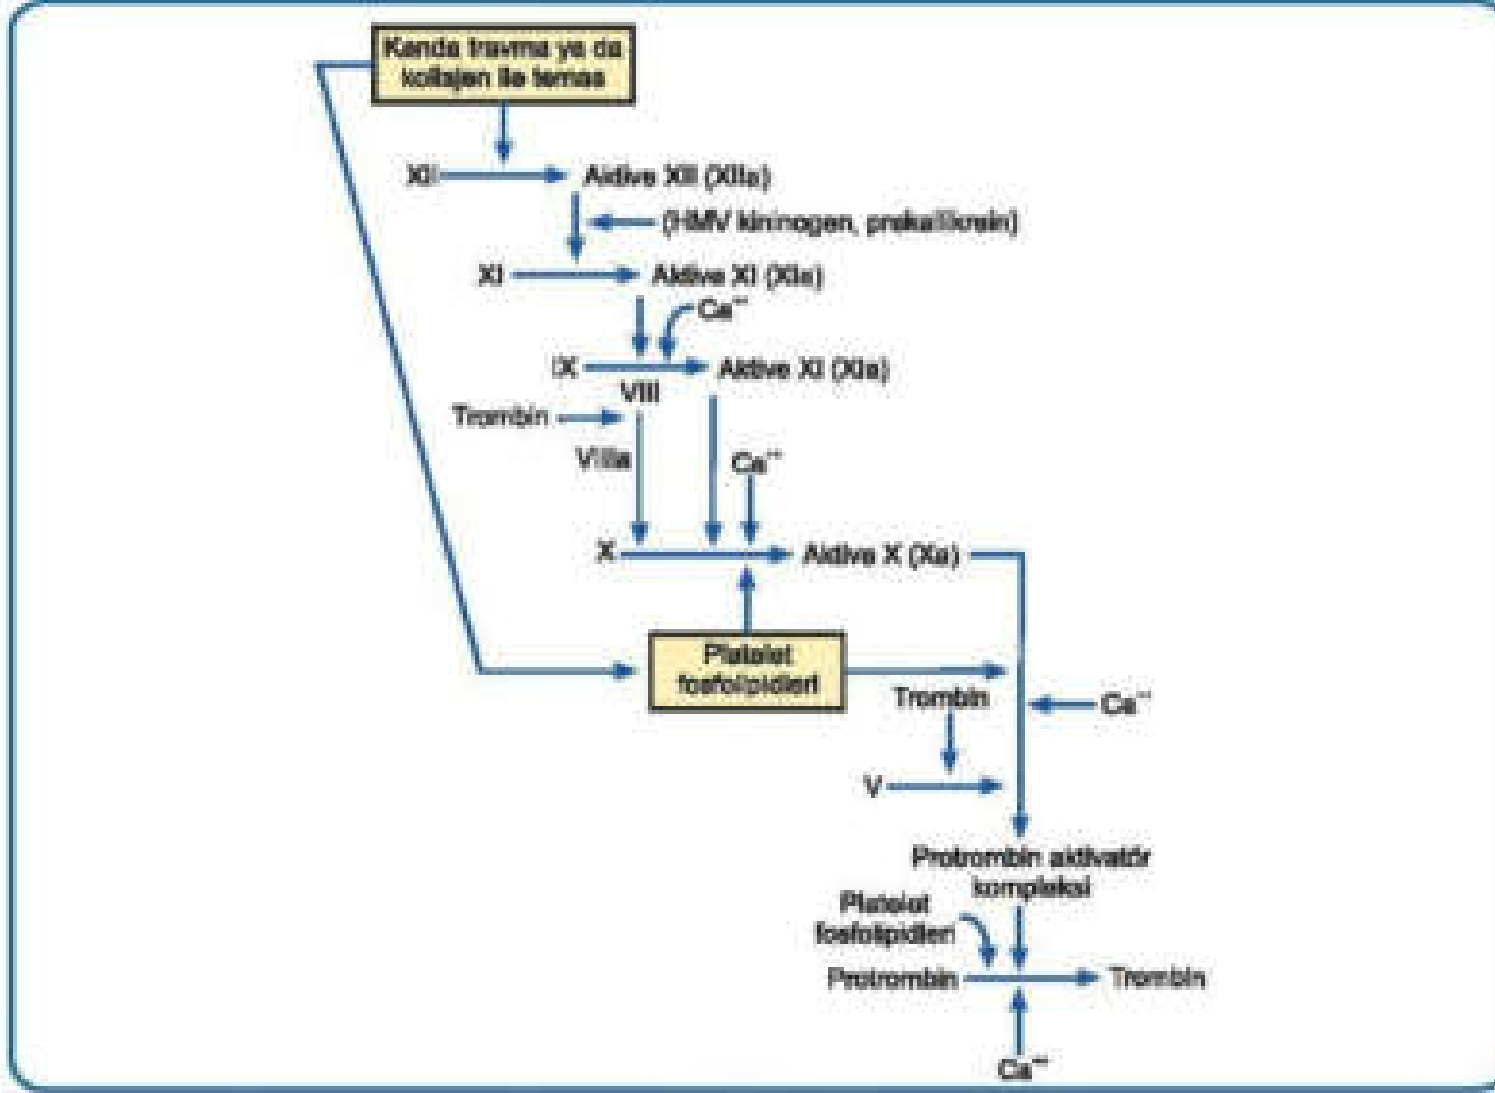 Kanda travma ya da
kollajen ile temas
XII
Aidive XII (XIIa)
(HMV kininogen, prekallikrein)
XI
Aktive XI (XIa)
Ca++
IX
Aktive XI (XIa)
VIII
Trombin
VIIIa
Ca++
X
Aidive X (Xa)
Platelet
fosfolipidleri
Trombin
Ca++
V
Protrombin aktivatör
kompleksi
Platelet
fosfolipidleri
Protrombin
Trombin
Ca++